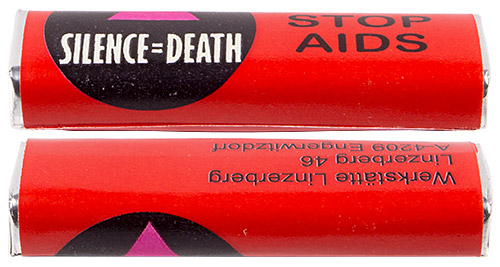 SILENCE=DEATH
STOP
AIDS
Werkstätte Linzerberg
Linzerberg 46
A-4209 Engerwitzdorf